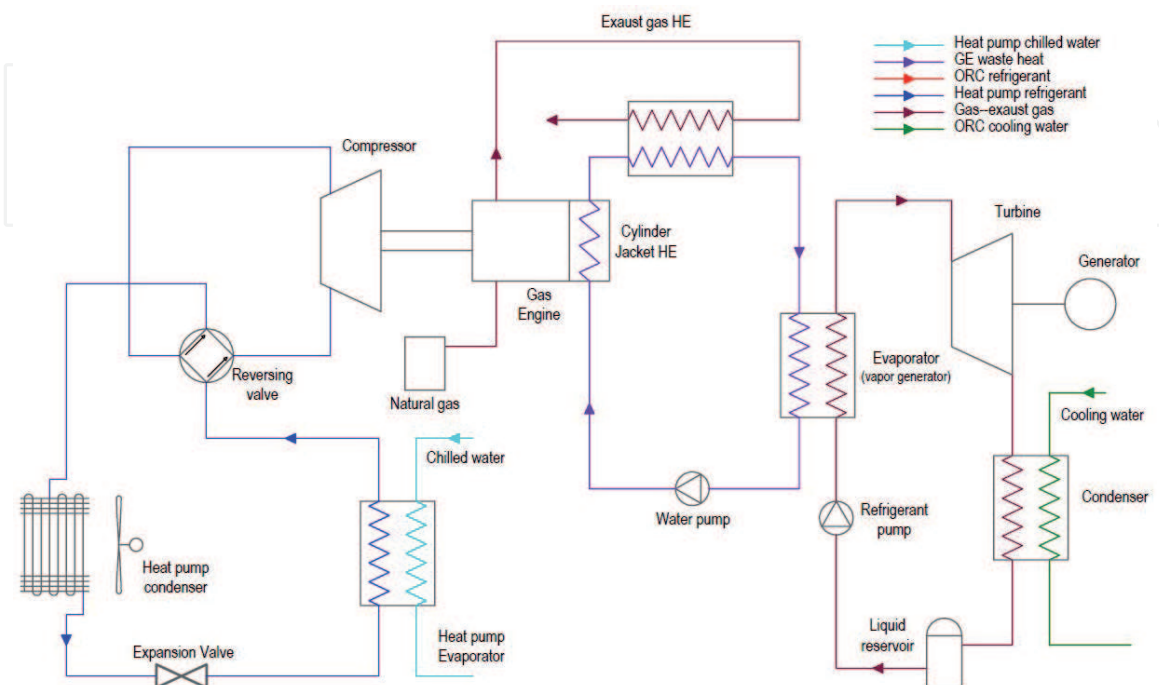 Exaust gas HE
Heat pump chilled water
GE waste heat
ORC refrigerant
Heat pump refrigerant
Gas--exaust gas
ORC cooling water
Compressor
Cylinder
Jacket HE
Turbine
Generator
Gas
Engine
Reversing
valve
Natural gas
Evaporator
(vapor generator)
Cooling water
Chilled water
Water pump
Refrigerant
pump
Condenser
Heat pump
condenser
Heat pump
Evaporator
Expansion Valve
Liquid
reservoir